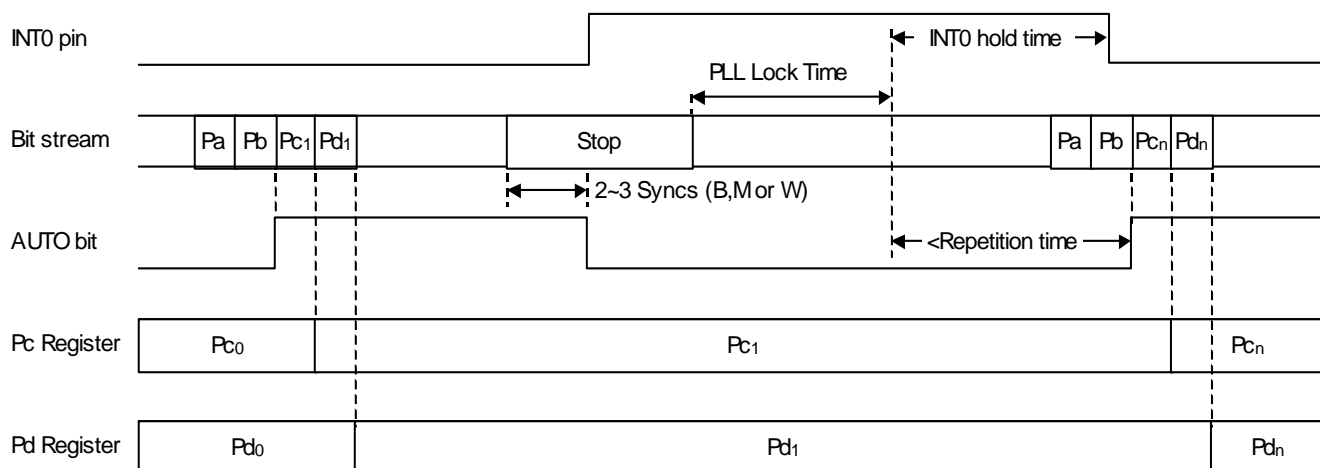 INT0 pin
INT0 hold time
PLL Lock Time
Bit stream
Pa Pb Pc1 Pd1 Stop Pa Pb Pcn Pdn
2~3 Syncs (B,M or W)
AUTO bit
<Repetition time
Pc Register Pc0 Pc1 Pcn
Pd Register Pd0 Pd1 Pdn